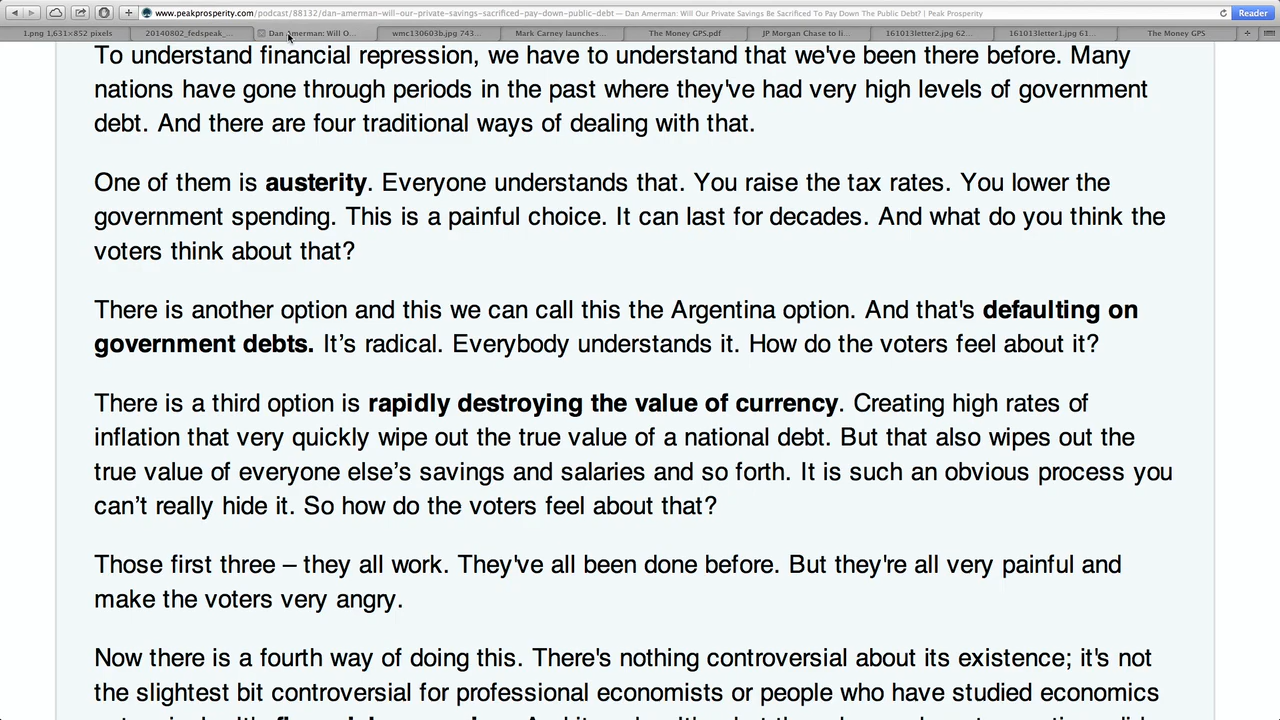 www.peakprosperity.com/podcast/88132/dan-amerman-will-our-private-savings-sacrificed-pay-down-public-debt — Dan Amerman: Will Our Private Savings Be Sacrificed To Pay Down The Public Debt? | Peak Prosperity
Reader
1.png 1,631×852 pixels
20140802_fedspeak_...
Dan Amerman: Will O...
wmc130603b.jpg 743...
Mark Carney launches...
The Money GPS.pdf
JP Morgan Chase to li...
161013letter2.jpg 62...
161013letter1.jpg 61...
The Money GPS
To understand financial repression, we have to understand that we've been there before. Many
nations have gone through periods in the past where they've had very high levels of government
debt. And there are four traditional ways of dealing with that.
One of them is austerity. Everyone understands that. You raise the tax rates. You lower the
government spending. This is a painful choice. It can last for decades. And what do you think the
voters think about that?
There is another option and this we can call this the Argentina option. And that's defaulting on
government debts. It’s radical. Everybody understands it. How do the voters feel about it?
There is a third option is rapidly destroying the value of currency. Creating high rates of
inflation that very quickly wipe out the true value of a national debt. But that also wipes out the
true value of everyone else’s savings and salaries and so forth. It is such an obvious process you
can’t really hide it. So how do the voters feel about that?
Those first three – they all work. They've all been done before. But they're all very painful and
make the voters very angry.
Now there is a fourth way of doing this. There's nothing controversial about its existence; it's not
the slightest bit controversial for professional economists or people who have studied economics